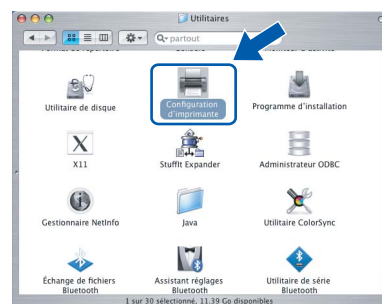 Utilitaires
partout
Utilitaire de disque
Configuration
d'imprimante
Programme d'installation
X11
StuffIt Expander
Administrateur ODBC
Gestionnaire NetInfo
Java
Utilitaire ColorSync
Échange de fichiers
Bluetooth
Assistant réglages
Bluetooth
Utilitaire de série
Bluetooth
1 sur 30 sélectionné, 11.39 Go disponibles